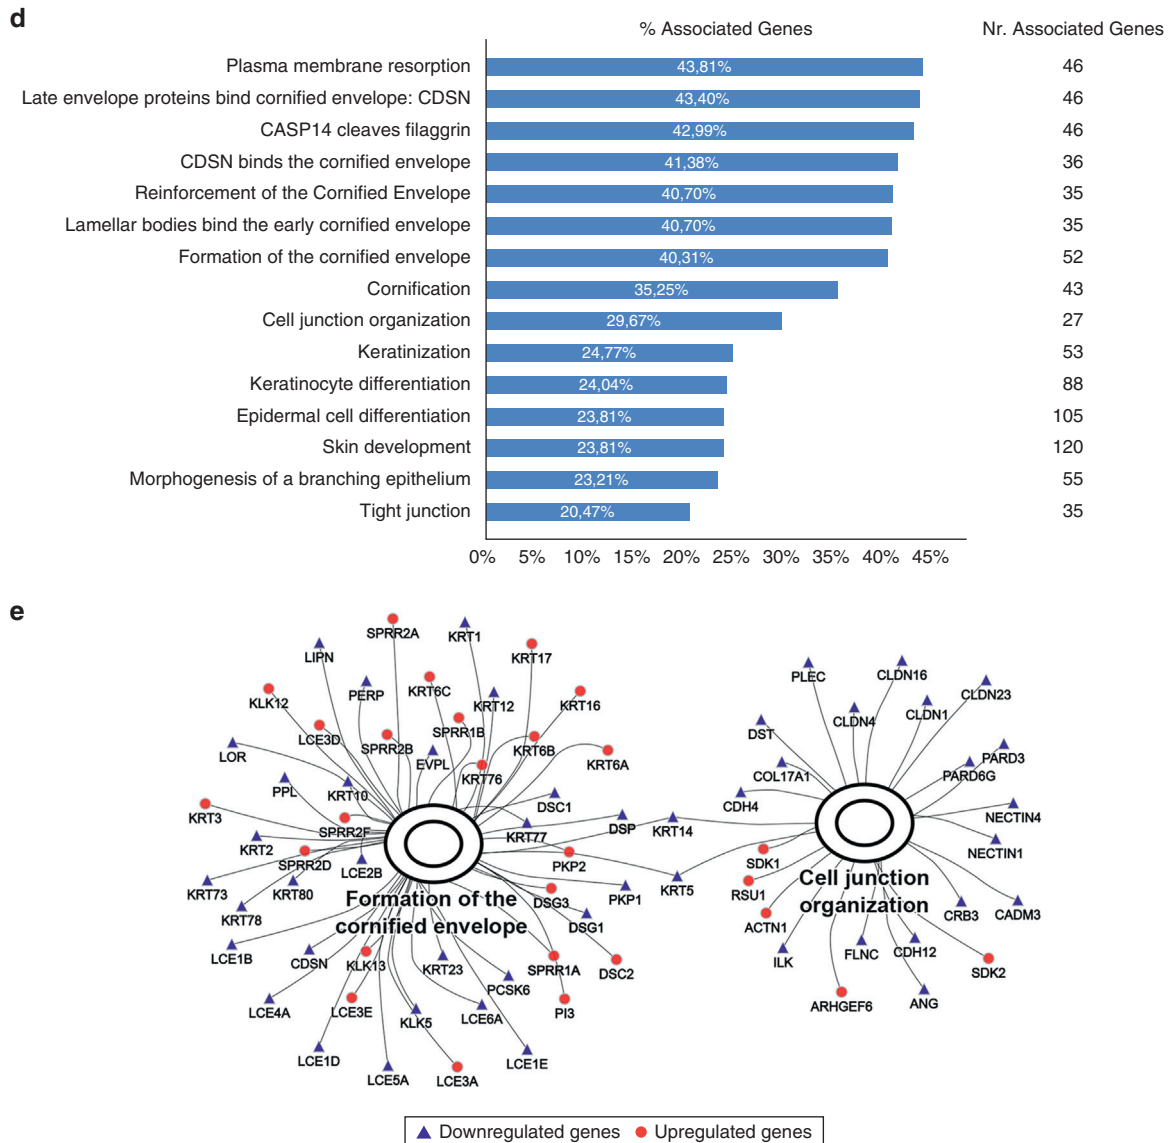 d
% Associated Genes Nr. Associated Genes
Plasma membrane resorption 43,81% 46
Late envelope proteins bind cornified envelope: CDSN 43,40% 46
CASP14 cleaves filaggrin 42,99% 46
CDSN binds the cornified envelope 41,38% 36
Reinforcement of the Cornified Envelope 40,70% 35
Lamellar bodies bind the early cornified envelope 40,70% 35
Formation of the cornified envelope 40,31% 52
Cornification 35,25% 43
Cell junction organization 29,67% 27
Keratinization 24,77% 53
Keratinocyte differentiation 24,04% 88
Epidermal cell differentiation 23,81% 105
Skin development 23,81% 120
Morphogenesis of a branching epithelium 23,21% 55
Tight junction 20,47% 35
0% 5% 10% 15% 20% 25% 30% 35% 40% 45%
e
SPRR2A
KRT1
LIPN
KRT17
KLK12
PERP
KRT6C
KRT12
KRT16
LCE3D
SPRR2B
SPRR1B
KRT6B
LOR
EVPL
KRT6A
KRT76
PPL
KRT10
DSC1
KRT3
SPRR2F
KRT77
DSP
KRT14
KRT2
SPRR2D
LCE2B
PKP2
KRT73
KRT80
KRT5
KRT78
DSG3
PKP1
Formation of the
cornified envelope
DSG1
LCE1B
CDSN
KLK13
KRT23
SPRR1A
DSC2
PCSK6
LCE4A
LCE3E
KLK5
LCE6A
PI3
LCE1D
LCE5A
LCE3A
LCE1E
PLEC
CLDN16
CLDN23
DST
CLDN4
CLDN1
COL17A1
PARD6G
PARD3
CDH4
NECTIN4
NECTIN1
SDK1
RSU1
Cell junction
organization
ACTN1
CRB3
CADM3
ILK
FLNC
CDH12
SDK2
ARHGEF6
ANG
Downregulated genes Upregulated genes